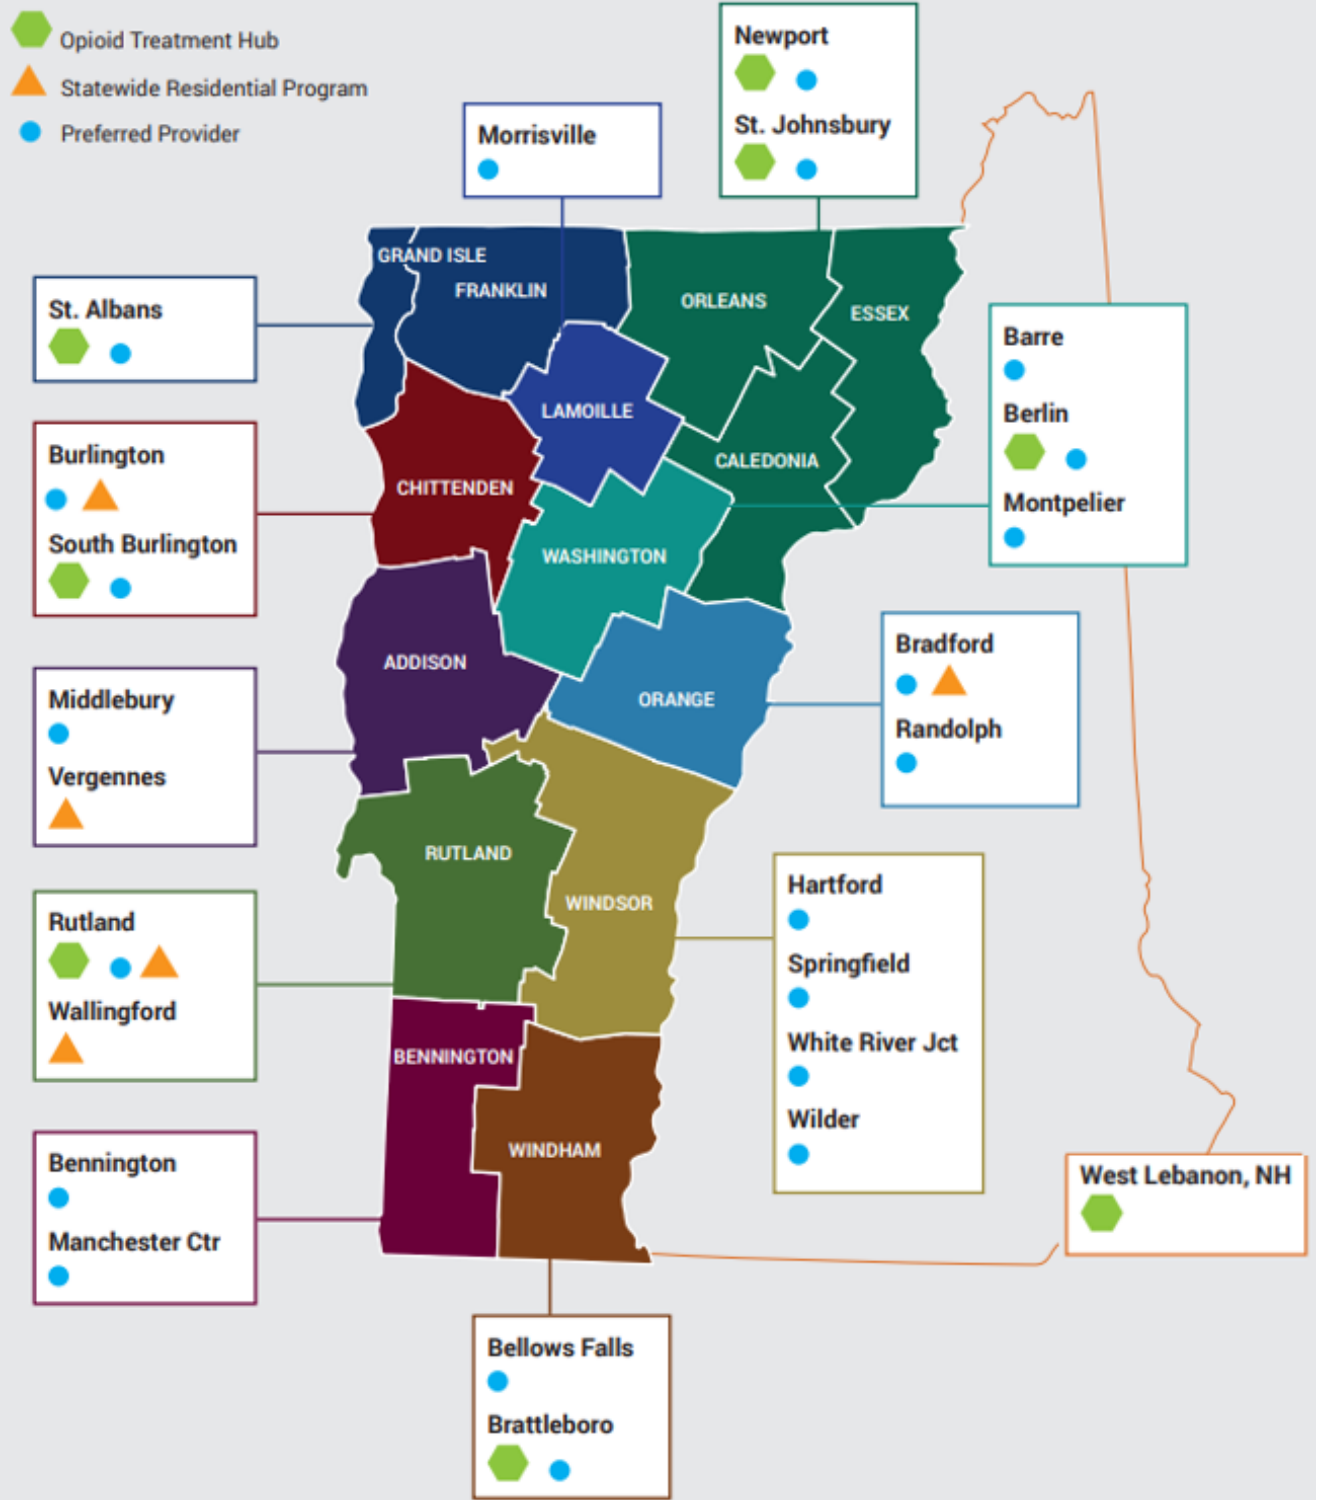 Opioid Treatment Hub
Statewide Residential Program
Preferred Provider
Newport
St. Johnsbury
Morrisville
GRAND ISLE
FRANKLIN
ORLEANS
ESSEX
LAMOILLE
CALEDONIA
CHITTENDEN
WASHINGTON
ADDISON
ORANGE
RUTLAND
WINDSOR
BENNINGTON
WINDHAM
St. Albans
Burlington
South Burlington
Middlebury
Vergennes
Rutland
Wallingford
Bennington
Manchester Ctr
Barre
Berlin
Montpelier
Bradford
Randolph
Hartford
Springfield
White River Jct
Wilder
West Lebanon, NH
Bellows Falls
Brattleboro